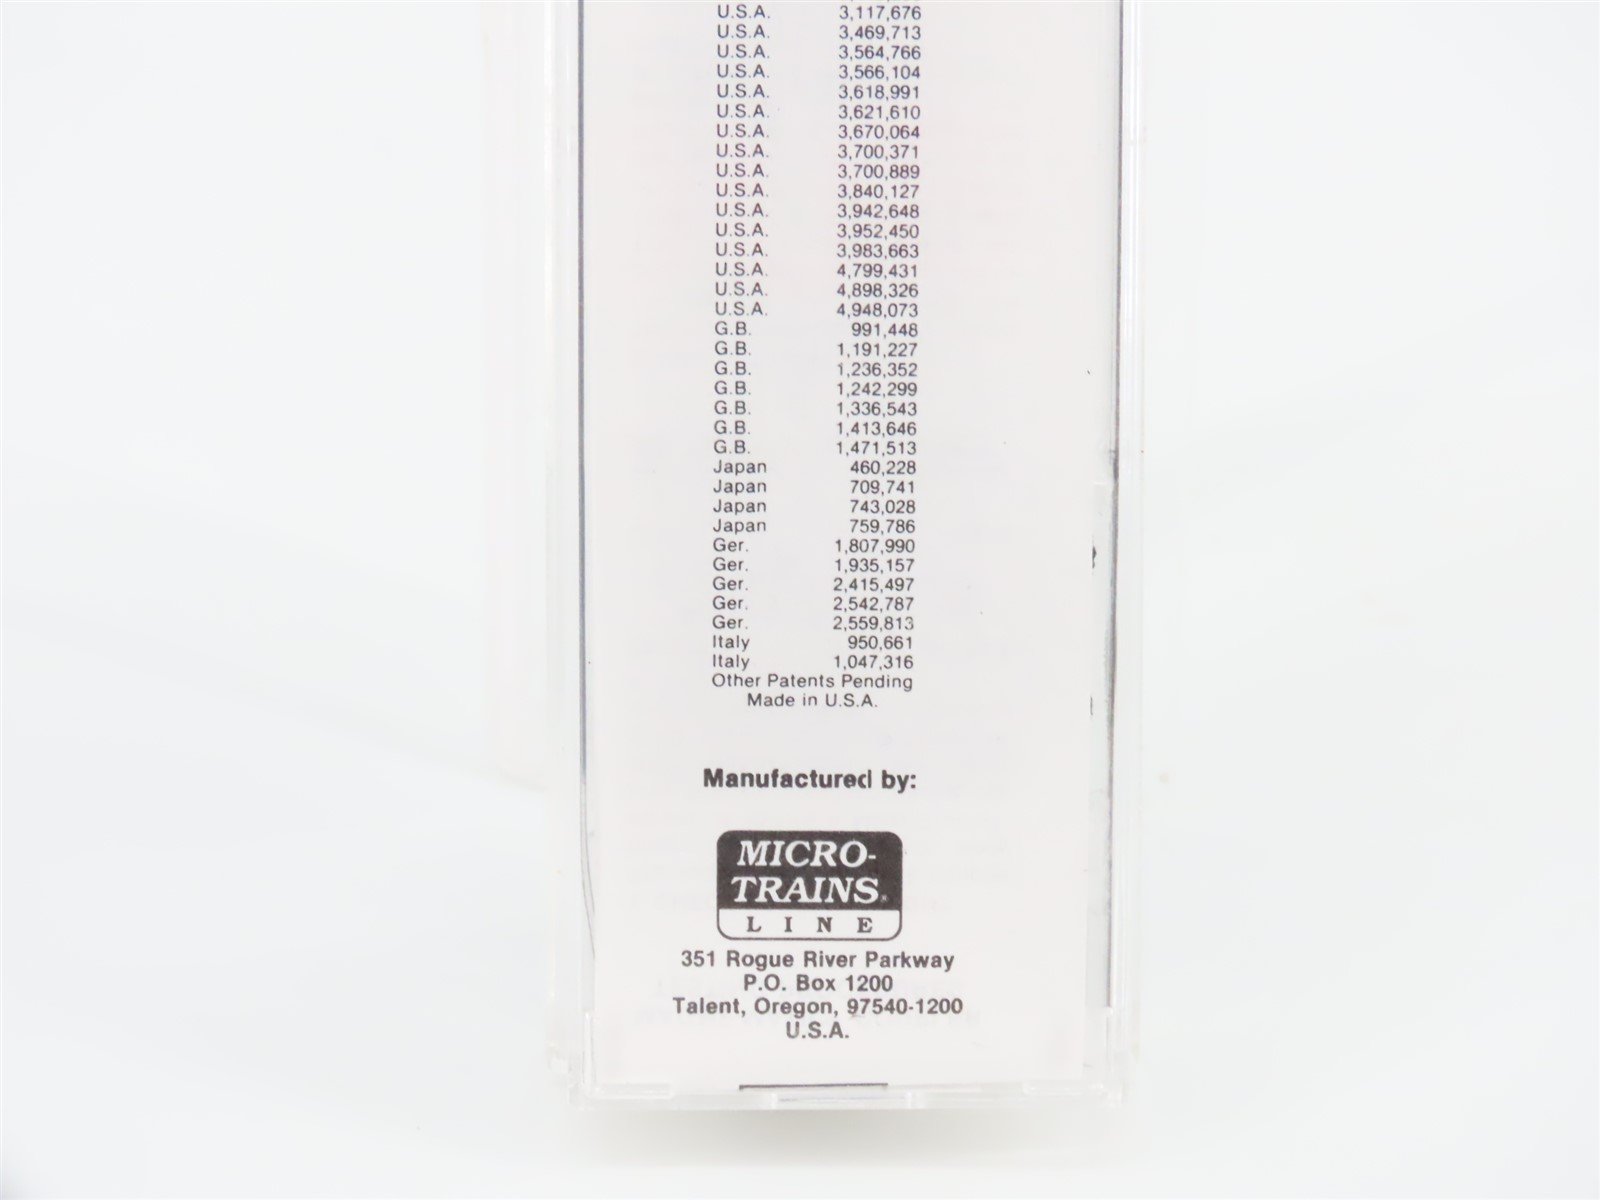 U.S.A. 3,117,676
U.S.A. 3,469,713
U.S.A. 3,564,766
U.S.A. 3,566,104
U.S.A. 3,618,991
U.S.A. 3,621,610
U.S.A. 3,670,064
U.S.A. 3,700,371
U.S.A. 3,700,889
U.S.A. 3,840,127
U.S.A. 3,942,648
U.S.A. 3,952,450
U.S.A. 3,983,663
U.S.A. 4,799,431
U.S.A. 4,898,326
U.S.A. 4,948,073
G.B. 991,448
G.B. 1,191,227
G.B. 1,236,352
G.B. 1,242,299
G.B. 1,336,543
G.B. 1,413,646
G.B. 1,471,513
Japan 460,228
Japan 709,741
Japan 743,028
Japan 759,786
Ger. 1,807,990
Ger. 1,935,157
Ger. 2,415,497
Ger. 2,542,787
Ger. 2,559,813
Italy 950,661
Italy 1,047,316
Other Patents Pending
Made in U.S.A.
Manufactured by:
MICRO-
TRAINS®
LINE
351 Rogue River Parkway
P.O. Box 1200
Talent, Oregon, 97540-1200
U.S.A.